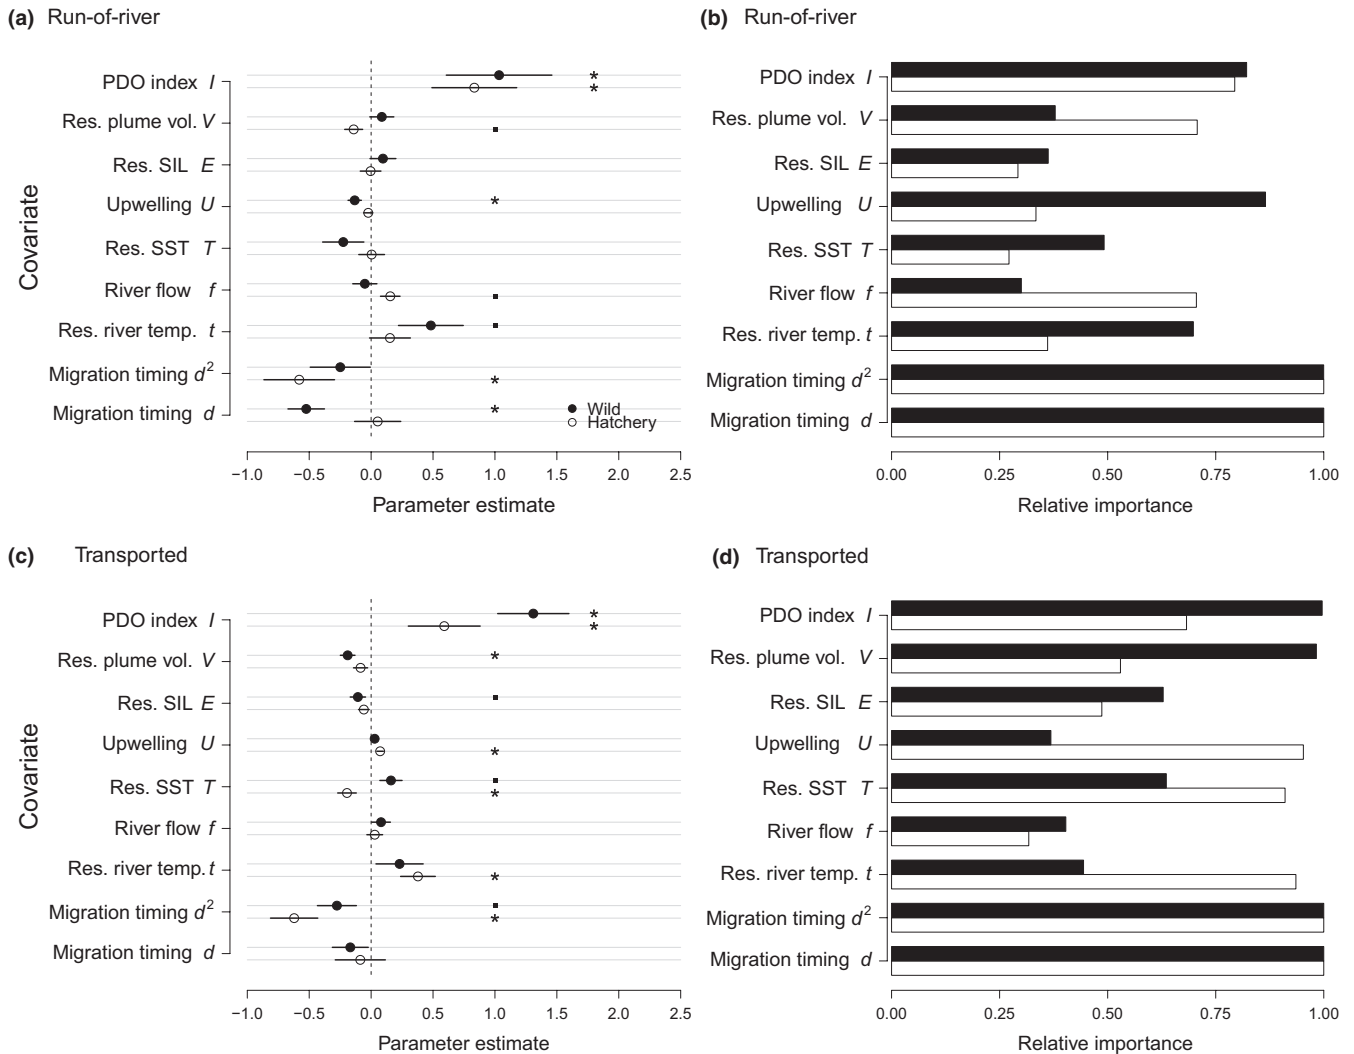 (a) Run-of-river
PDO index I
*
*
Res. plume vol. V
Res. SIL E
Upwelling U
*
Res. SST T
River flow f
Res. river temp. t
Migration timing d²
*
Migration timing d
*
Wild
Hatchery
Covariate
−1.0 −0.5 0.0 0.5 1.0 1.5 2.0 2.5
Parameter estimate
(b) Run-of-river
PDO index I
Res. plume vol. V
Res. SIL E
Upwelling U
Res. SST T
River flow f
Res. river temp. t
Migration timing d²
Migration timing d
0.00 0.25 0.50 0.75 1.00
Relative importance
(c) Transported
PDO index I
*
*
Res. plume vol. V
*
Res. SIL E
Upwelling U
*
Res. SST T
*
River flow f
Res. river temp. t
*
Migration timing d²
*
Migration timing d
Covariate
−1.0 −0.5 0.0 0.5 1.0 1.5 2.0 2.5
Parameter estimate
(d) Transported
PDO index I
Res. plume vol. V
Res. SIL E
Upwelling U
Res. SST T
River flow f
Res. river temp. t
Migration timing d²
Migration timing d
0.00 0.25 0.50 0.75 1.00
Relative importance